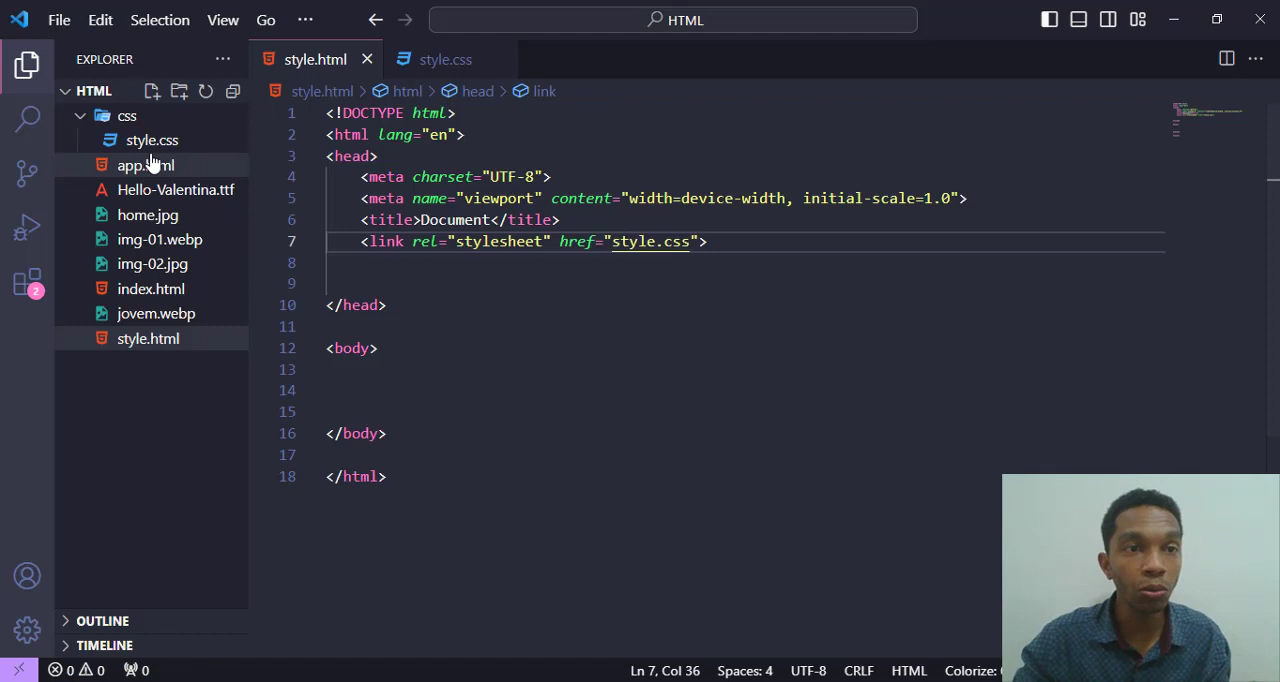 File Edit Selection View Go ··· HTML
EXPLORER ···
style.html style.css ···
HTML
style.html > html > head > link
css
style.css
app.html
Hello-Valentina.ttf
home.jpg
img-01.webp
img-02.jpg
index.html
jovem.webp
style.html
OUTLINE
TIMELINE
2
1 <!DOCTYPE html>
2 <html lang="en">
3 <head>
4 <meta charset="UTF-8">
5 <meta name="viewport" content="width=device-width, initial-scale=1.0">
6 <title>Document</title>
7 <link rel="stylesheet" href="style.css">
8
9
10 </head>
11
12 <body>
13
14
15
16 </body>
17
18 </html>
0 0 0 Ln 7, Col 36 Spaces: 4 UTF-8 CRLF HTML Colorize: